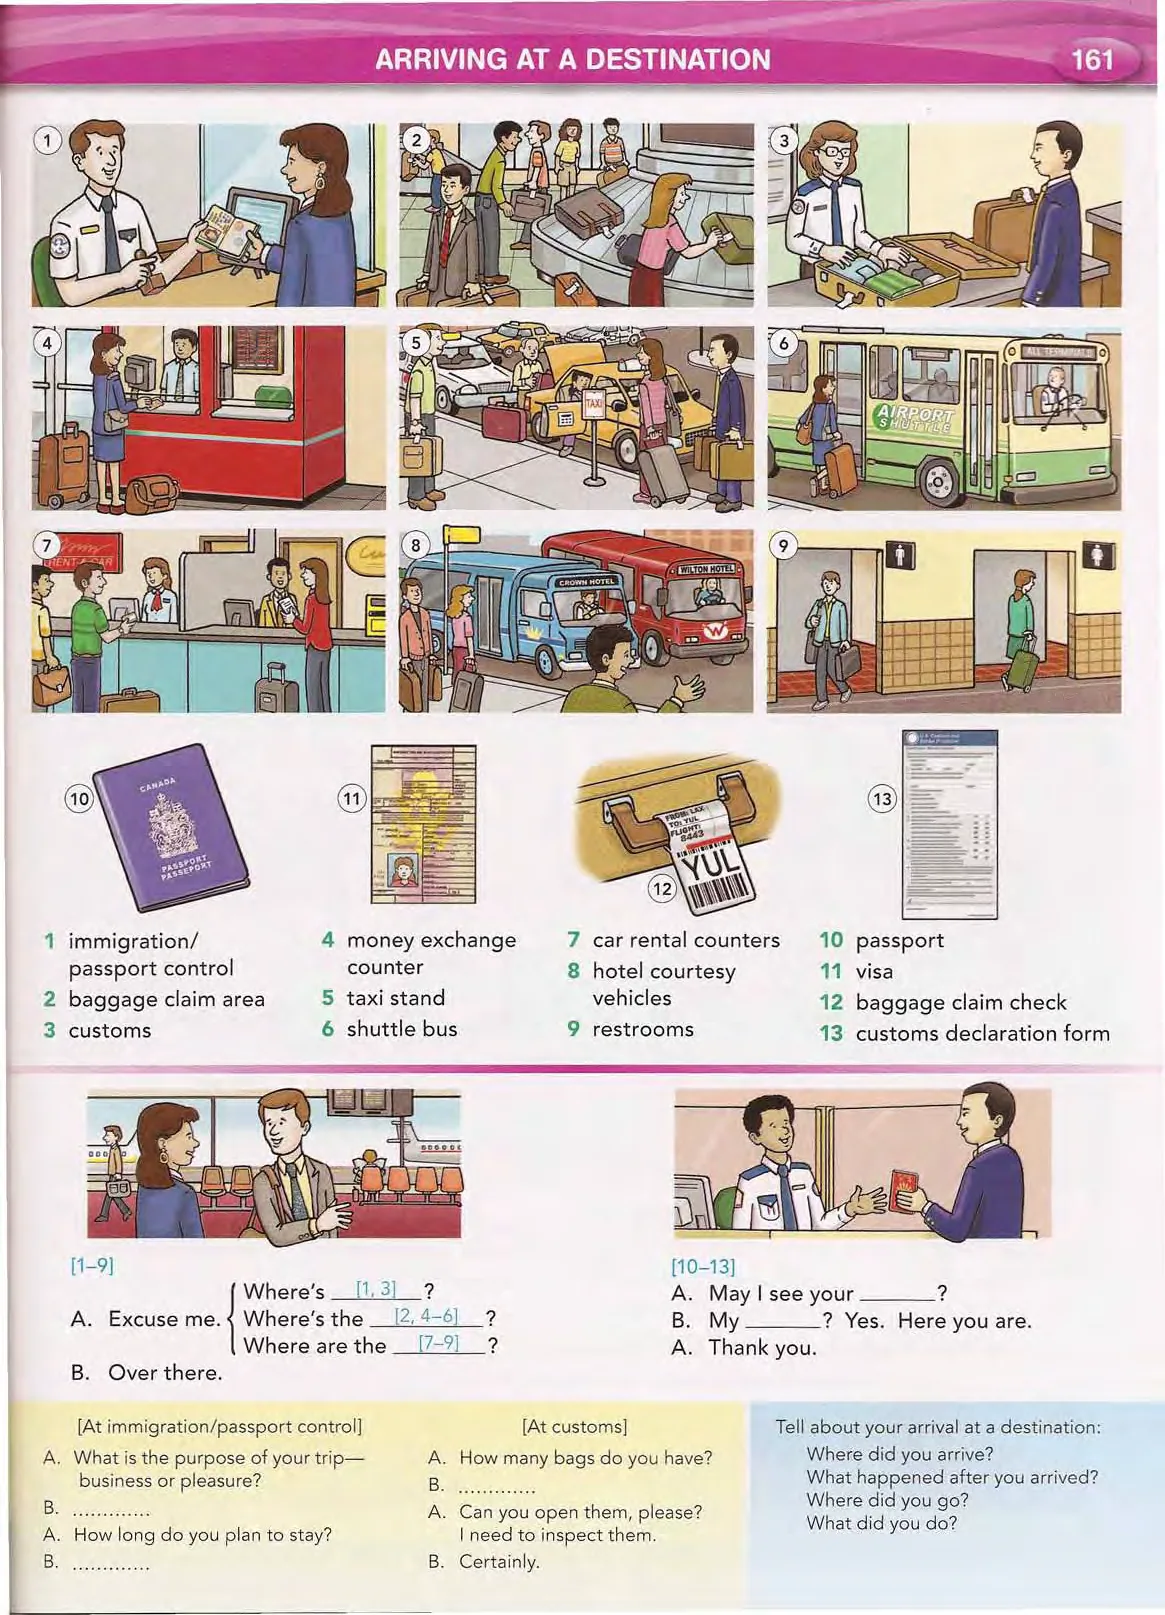 ARRIVING AT A DESTINATION
161
1
2
3
4
5
TAXI
6
ALL TERMINALS
AIRPORT
SHUTTLE
7
RENT-A-CAR
8
CROWN HOTEL
WILTON HOTEL
W
9
10
CANADA
PASSPORT
PASSEPORT
11
FROM: LAX
TO: YUL
FLIGHT:
8443
YUL
12
13
1 immigration/
passport control
2 baggage claim area
3 customs
4 money exchange
counter
5 taxi stand
6 shuttle bus
7 car rental counters
8 hotel courtesy
vehicles
9 restrooms
10 passport
11 visa
12 baggage claim check
13 customs declaration form
[1–9]
A. Excuse me.
Where's [1, 3] ?
Where's the [2, 4–6] ?
Where are the [7–9] ?
B. Over there.
[10–13]
A. May I see your ______?
B. My ______? Yes. Here you are.
A. Thank you.
[At immigration/passport control]
A. What is the purpose of your trip—
business or pleasure?
B. .............
A. How long do you plan to stay?
B. .............
[At customs]
A. How many bags do you have?
B. .............
A. Can you open them, please?
I need to inspect them.
B. Certainly.
Tell about your arrival at a destination:
Where did you arrive?
What happened after you arrived?
Where did you go?
What did you do?